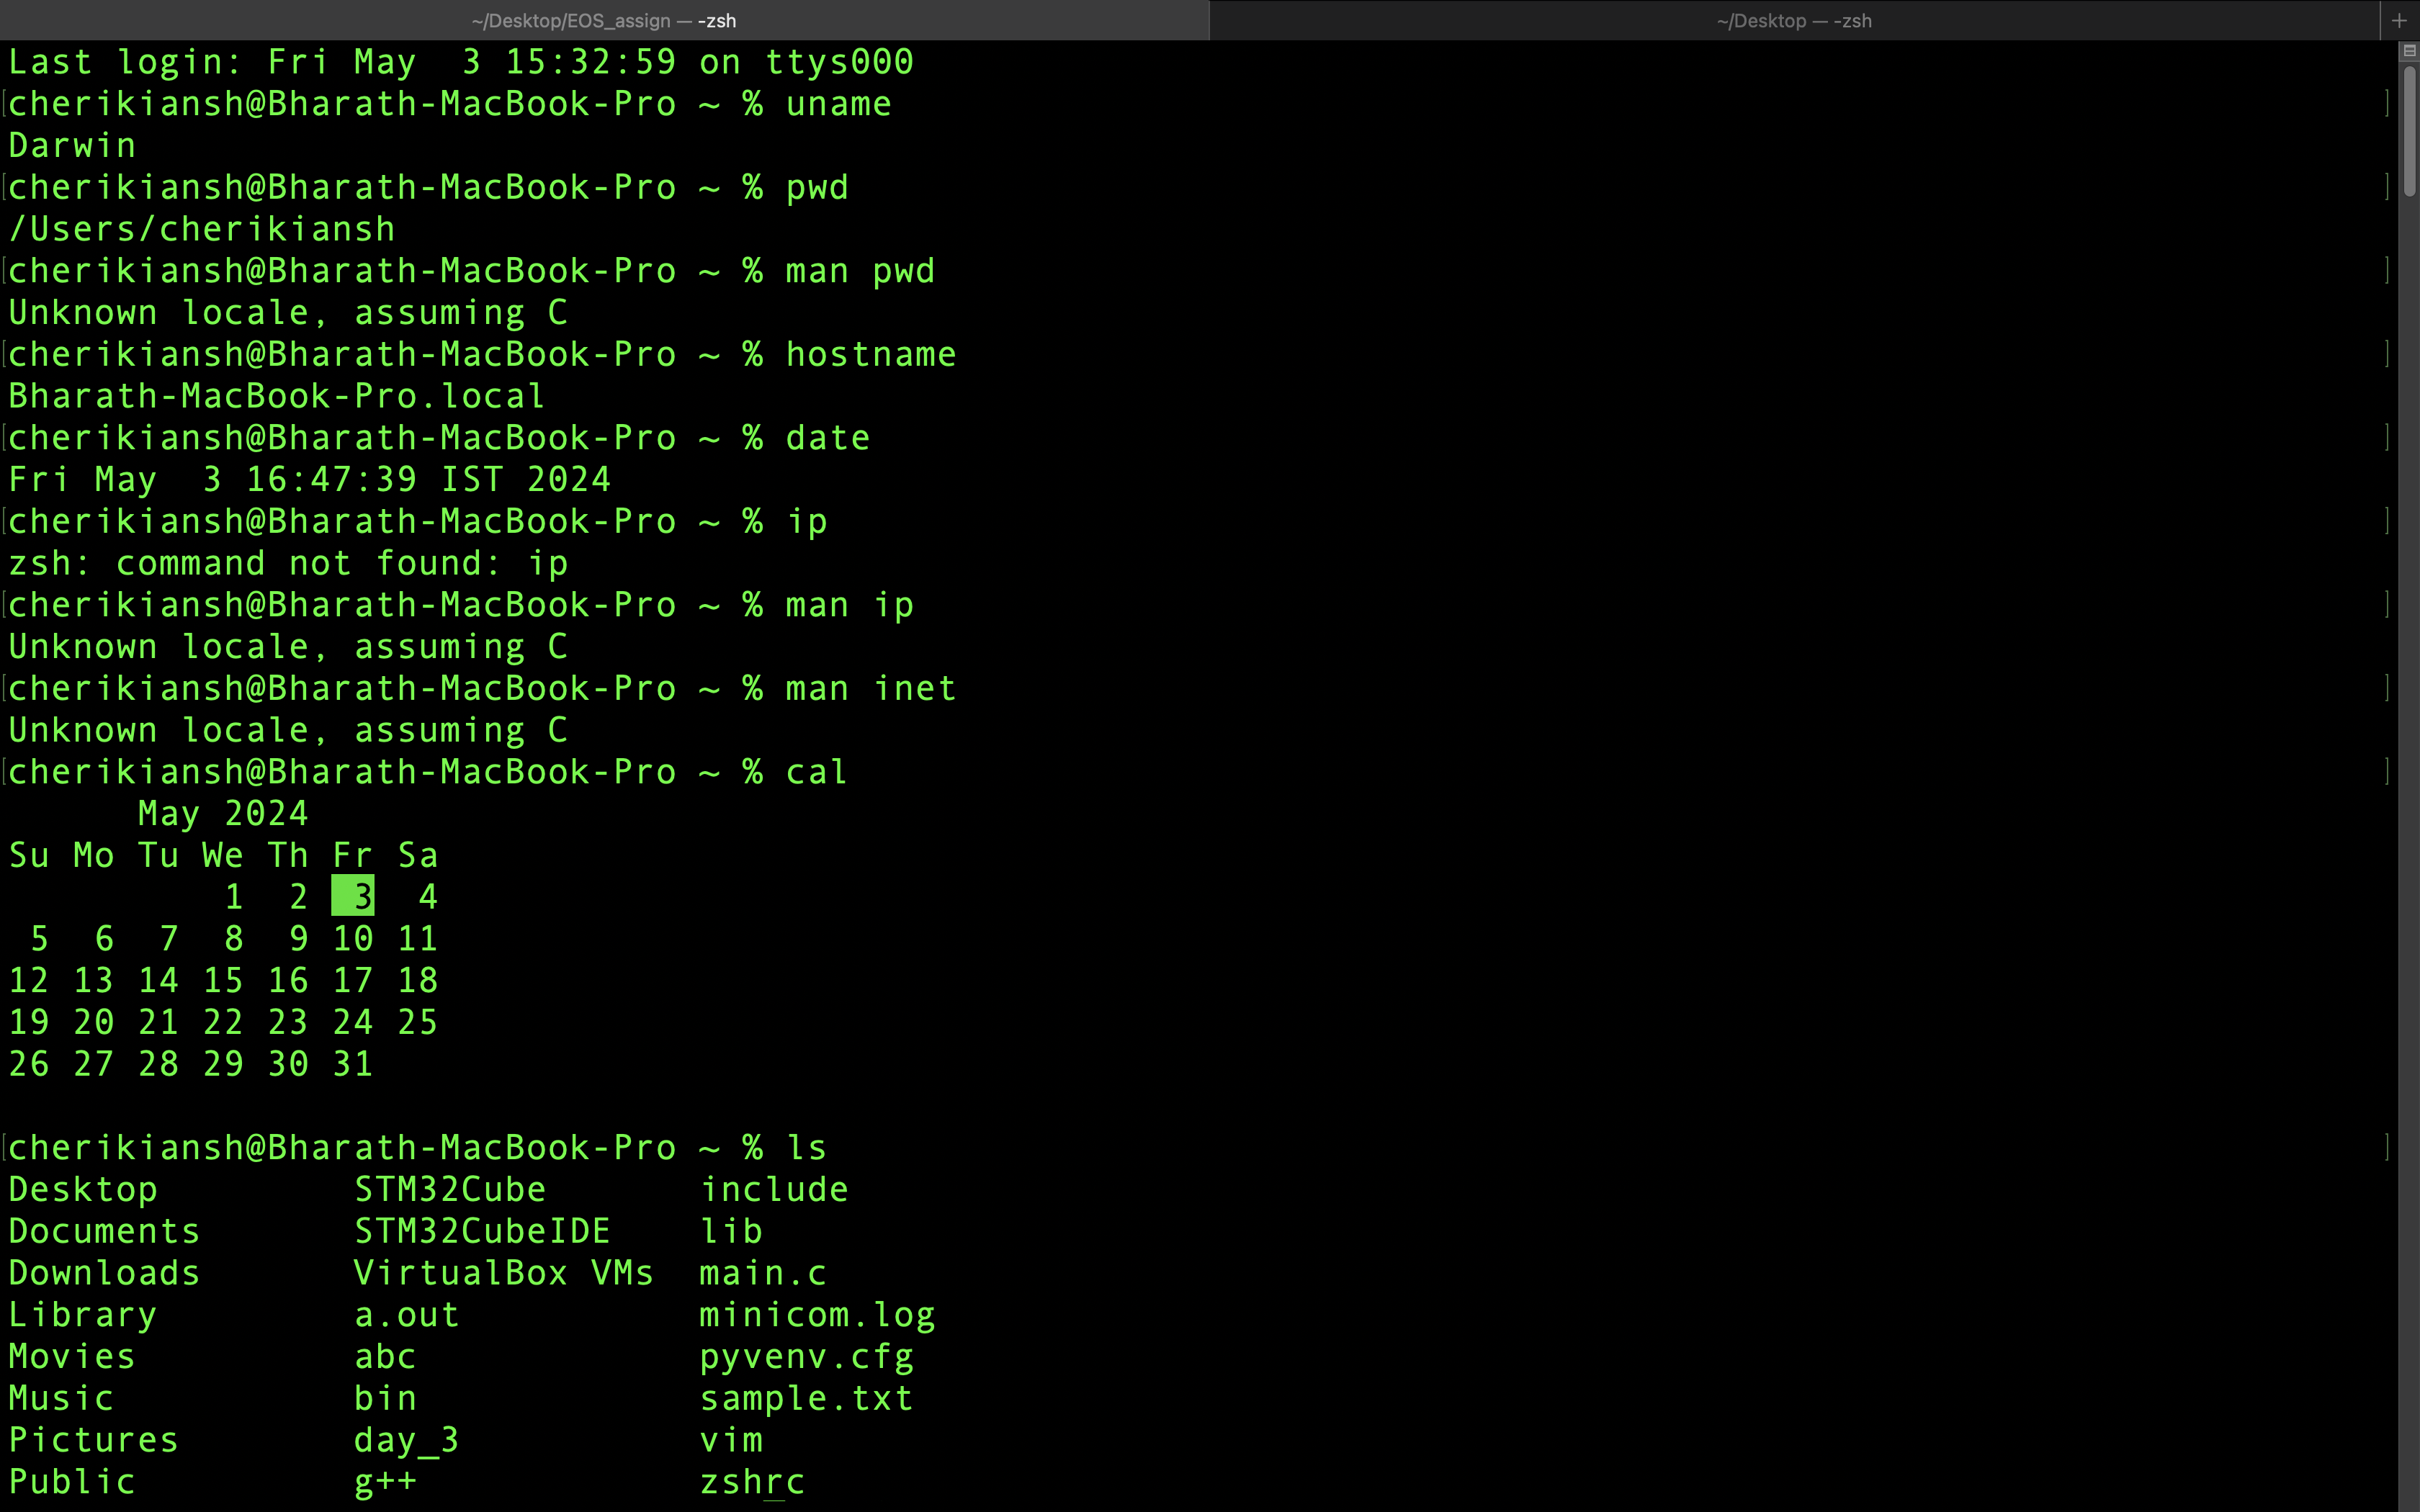 ~/Desktop/EOS_assign — -zsh
~/Desktop — -zsh
Last login: Fri May  3 15:32:59 on ttys000
cherikiansh@Bharath-MacBook-Pro ~ % uname
Darwin
cherikiansh@Bharath-MacBook-Pro ~ % pwd
/Users/cherikiansh
cherikiansh@Bharath-MacBook-Pro ~ % man pwd
Unknown locale, assuming C
cherikiansh@Bharath-MacBook-Pro ~ % hostname
Bharath-MacBook-Pro.local
cherikiansh@Bharath-MacBook-Pro ~ % date
Fri May  3 16:47:39 IST 2024
cherikiansh@Bharath-MacBook-Pro ~ % ip
zsh: command not found: ip
cherikiansh@Bharath-MacBook-Pro ~ % man ip
Unknown locale, assuming C
cherikiansh@Bharath-MacBook-Pro ~ % man inet
Unknown locale, assuming C
cherikiansh@Bharath-MacBook-Pro ~ % cal
      May 2024
Su Mo Tu We Th Fr Sa
          1  2  3  4
 5  6  7  8  9 10 11
12 13 14 15 16 17 18
19 20 21 22 23 24 25
26 27 28 29 30 31
cherikiansh@Bharath-MacBook-Pro ~ % ls
Desktop         STM32Cube       include
Documents       STM32CubeIDE    lib
Downloads       VirtualBox VMs  main.c
Library         a.out           minicom.log
Movies          abc             pyvenv.cfg
Music           bin             sample.txt
Pictures        day_3           vim
Public          g++             zshrc